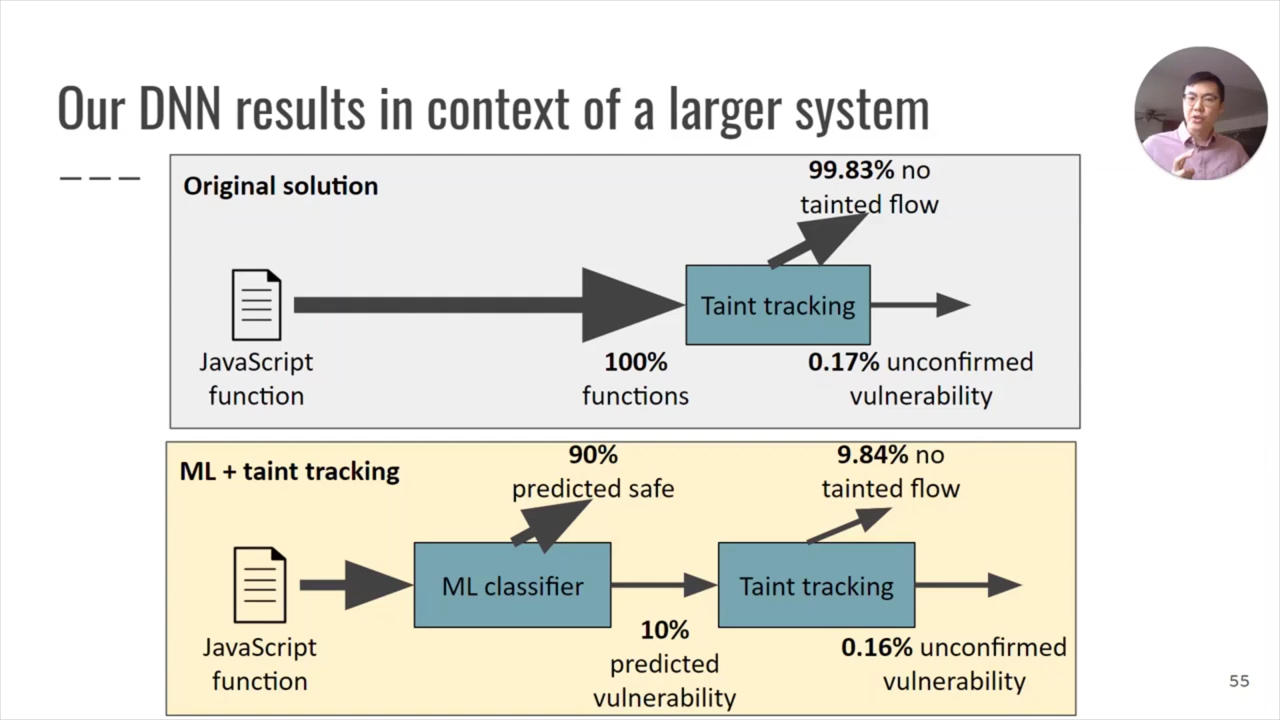 Our DNN results in context of a larger system
Original solution
99.83% no
tainted flow
Taint tracking
JavaScript
function
100%
functions
0.17% unconfirmed
vulnerability
ML + taint tracking
90%
predicted safe
9.84% no
tainted flow
ML classifier
Taint tracking
JavaScript
function
10%
predicted
vulnerability
0.16% unconfirmed
vulnerability
55